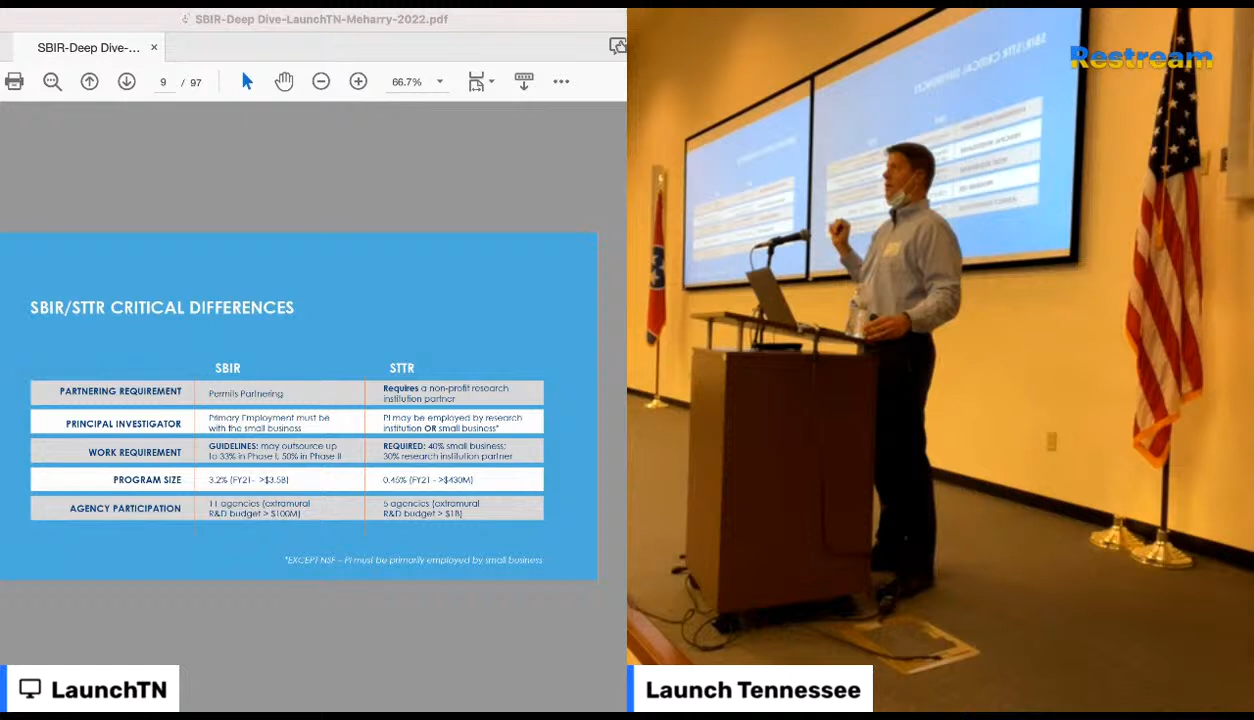 SBIR-Deep Dive-LaunchTN-Meharry-2022.pdf
SBIR-Deep Dive-... ×
9 / 97
66.7%
Restream
SBIR/STTR CRITICAL DIFFERENCES
SBIR STTR
PARTNERING REQUIREMENT
Permits Partnering
Requires a non-profit research
institution partner
PRINCIPAL INVESTIGATOR
Primary Employment must be
with the small business
PI may be employed by research
institution OR small business*
WORK REQUIREMENT
GUIDELINES: may outsource up
to 33% in Phase I, 50% in Phase II
REQUIRED: 40% small business;
30% research institution partner
PROGRAM SIZE
3.2% (FY21- >$3.5B)
0.45% (FY21 - >$430M)
AGENCY PARTICIPATION
11 agencies (extramural
R&D budget > $100M)
5 agencies (extramural
R&D budget > $1B)
*EXCEPT NSF – PI must be primarily employed by small business
LaunchTN
Launch Tennessee